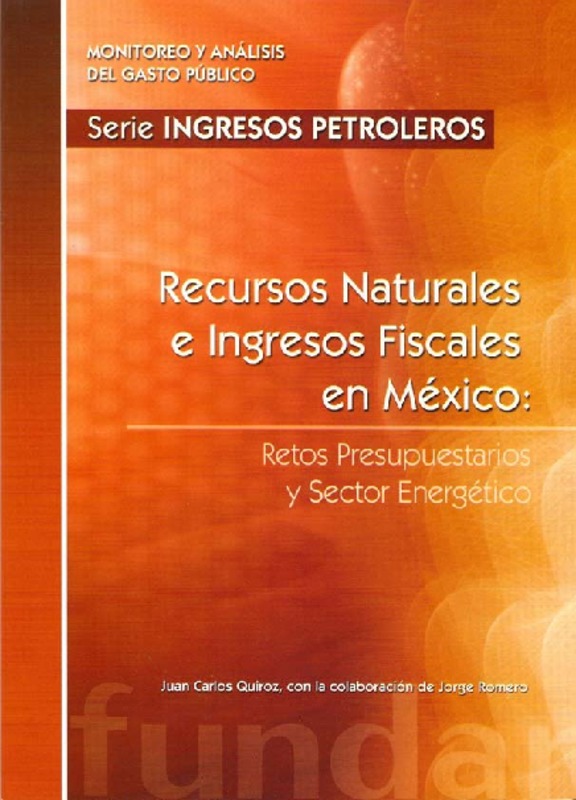 MONITOREO Y ANÁLISIS
DEL GASTO PÚBLICO
Serie INGRESOS PETROLEROS
Recursos Naturales
e Ingresos Fiscales
en México:
Retos Presupuestarios
y Sector Energético
Juan Carlos Quiroz, con la colaboración de Jorge Romero
fundar